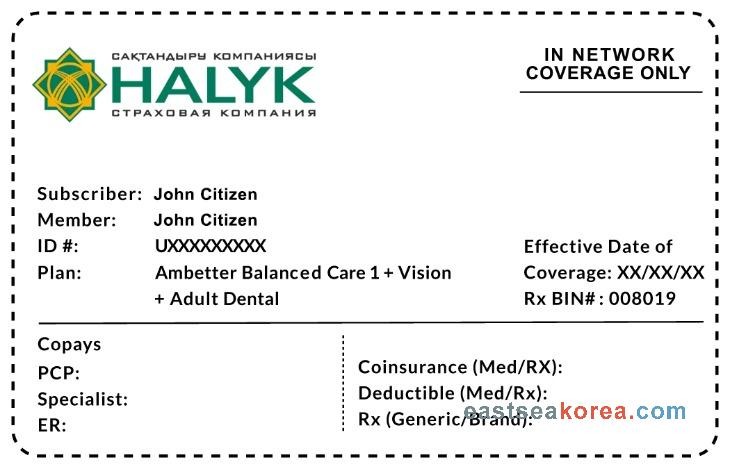 САҚТАНДЫРУ КОМПАНИЯСЫ
HALYK
СТРАХОВАЯ КОМПАНИЯ
IN NETWORK
COVERAGE ONLY
Subscriber: John Citizen
Member: John Citizen
ID #: UXXXXXXXXX
Plan: Ambetter Balanced Care 1 + Vision
+ Adult Dental
Effective Date of
Coverage: XX/XX/XX
Rx BIN# : 008019
Copays
PCP:
Specialist:
ER:
Coinsurance (Med/RX):
Deductible (Med/Rx):
Rx (Generic/Brand):
eastseakorea.com